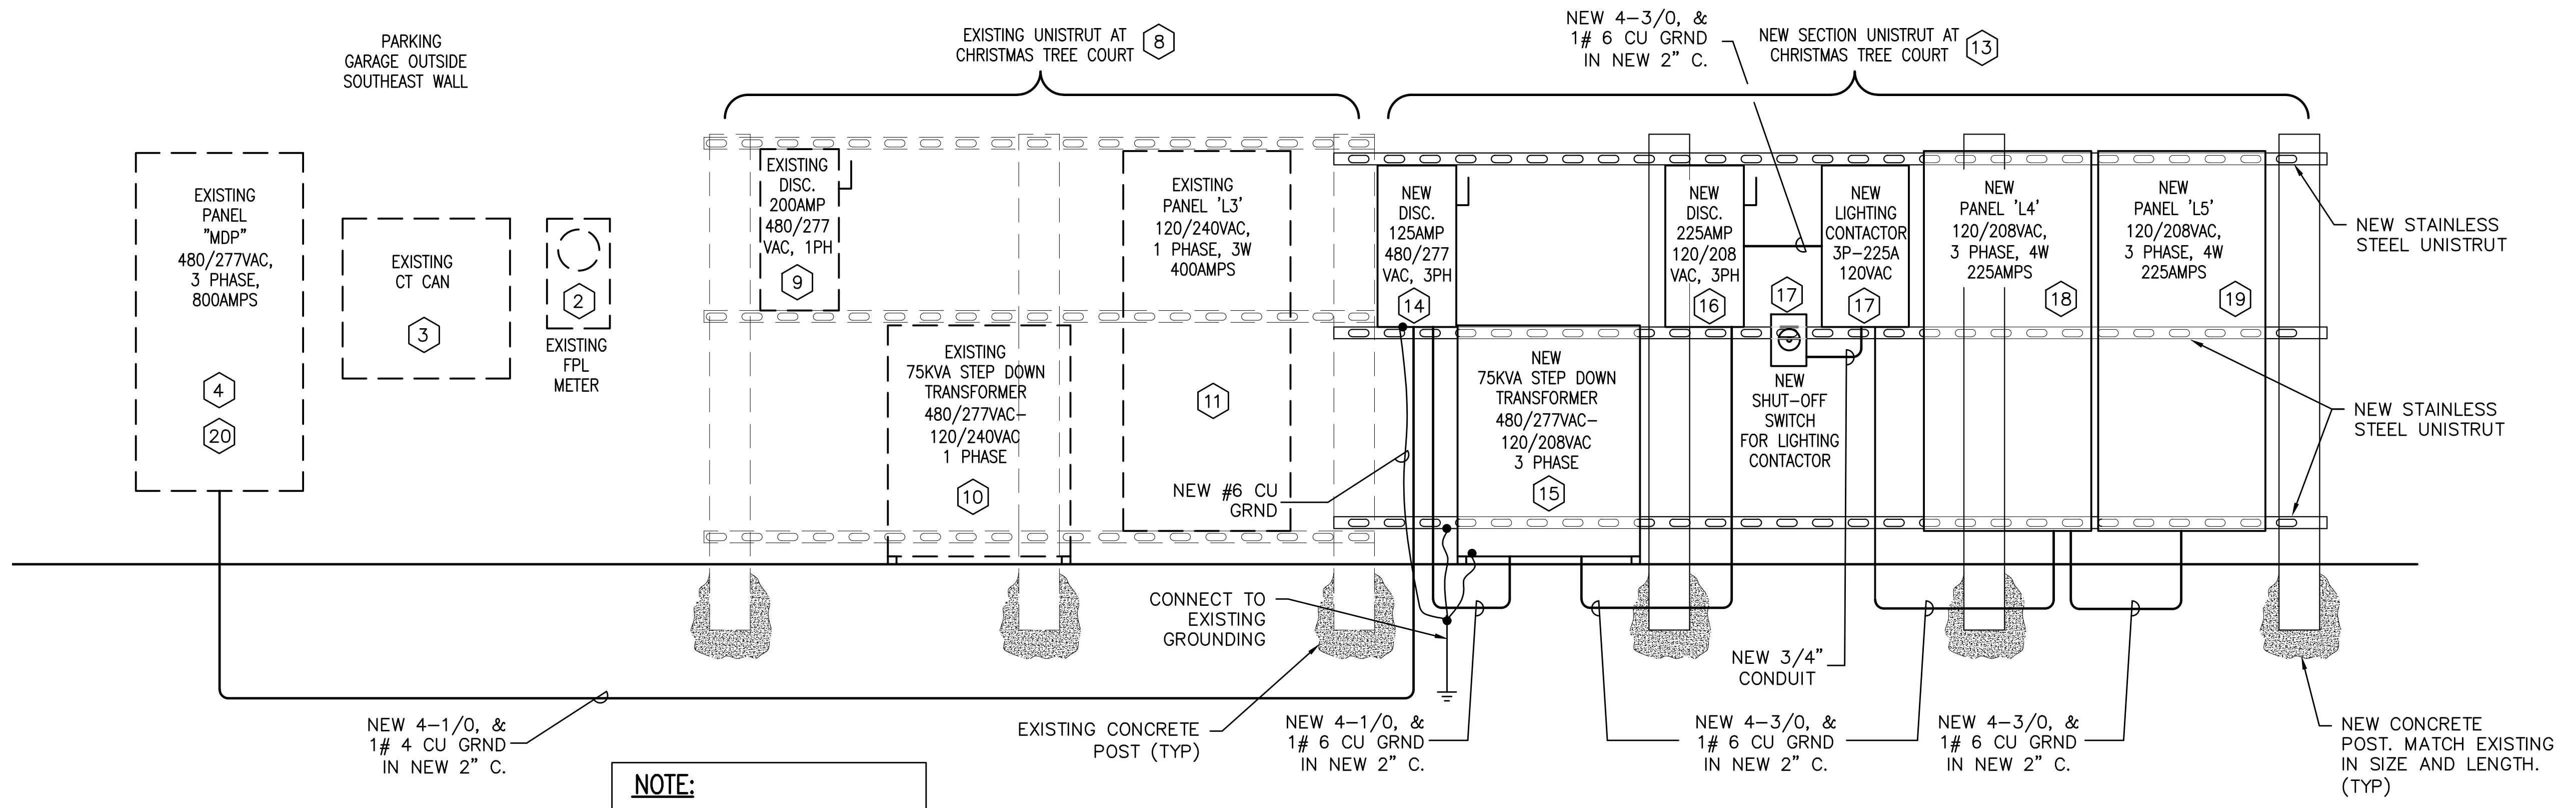 PARKING
GARAGE OUTSIDE
SOUTHEAST WALL
EXISTING UNISTRUT AT
CHRISTMAS TREE COURT
8
NEW 4-3/0, &
1# 6 CU GRND
IN NEW 2" C.
NEW SECTION UNISTRUT AT
CHRISTMAS TREE COURT
13
EXISTING
PANEL
"MDP"
480/277VAC,
3 PHASE,
800AMPS
4
20
EXISTING
CT CAN
3
2
EXISTING
FPL
METER
EXISTING
DISC.
200AMP
480/277
VAC, 1PH
9
EXISTING
75KVA STEP DOWN
TRANSFORMER
480/277VAC-
120/240VAC
1 PHASE
10
EXISTING
PANEL 'L3'
120/240VAC,
1 PHASE, 3W
400AMPS
11
NEW
DISC.
125AMP
480/277
VAC, 3PH
14
NEW
75KVA STEP DOWN
TRANSFORMER
480/277VAC-
120/208VAC
3 PHASE
15
NEW
DISC.
225AMP
120/208
VAC, 3PH
16
17
NEW
SHUT-OFF
SWITCH
FOR LIGHTING
CONTACTOR
NEW
LIGHTING
CONTACTOR
3P-225A
120VAC
17
NEW
PANEL 'L4'
120/208VAC,
3 PHASE, 4W
225AMPS
18
NEW
PANEL 'L5'
120/208VAC,
3 PHASE, 4W
225AMPS
19
NEW STAINLESS
STEEL UNISTRUT
NEW STAINLESS
STEEL UNISTRUT
NEW #6 CU
GRND
CONNECT TO
EXISTING
GROUNDING
NEW 3/4"
CONDUIT
NEW 4-1/0, &
1# 4 CU GRND
IN NEW 2" C.
EXISTING CONCRETE
POST (TYP)
NEW 4-1/0, &
1# 6 CU GRND
IN NEW 2" C.
NEW 4-3/0, &
1# 6 CU GRND
IN NEW 2" C.
NEW 4-3/0, &
1# 6 CU GRND
IN NEW 2" C.
NEW CONCRETE
POST. MATCH EXISTING
IN SIZE AND LENGTH.
(TYP)
NOTE: